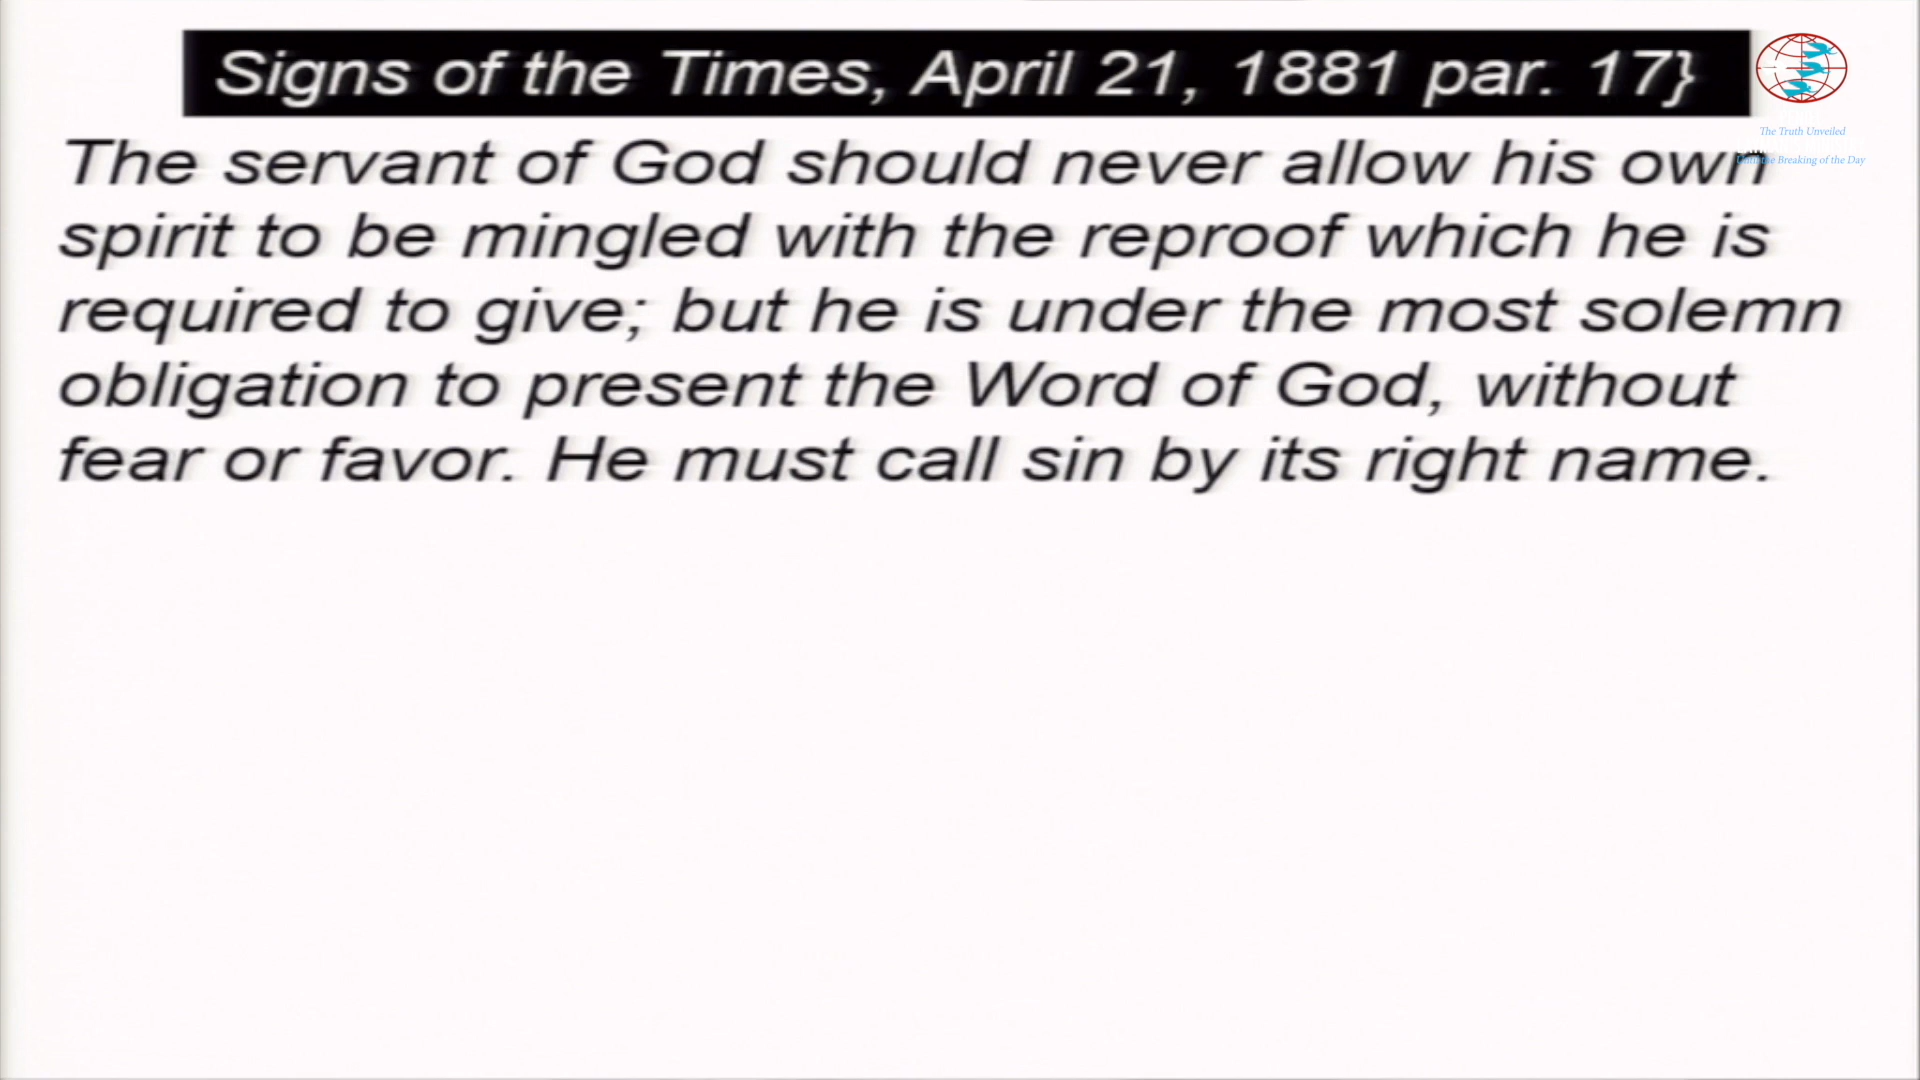 Signs of the Times, April 21, 1881 par. 17}
The Truth Unveiled
Until the Breaking of the Day
The servant of God should never allow his own
spirit to be mingled with the reproof which he is
required to give; but he is under the most solemn
obligation to present the Word of God, without
fear or favor. He must call sin by its right name.